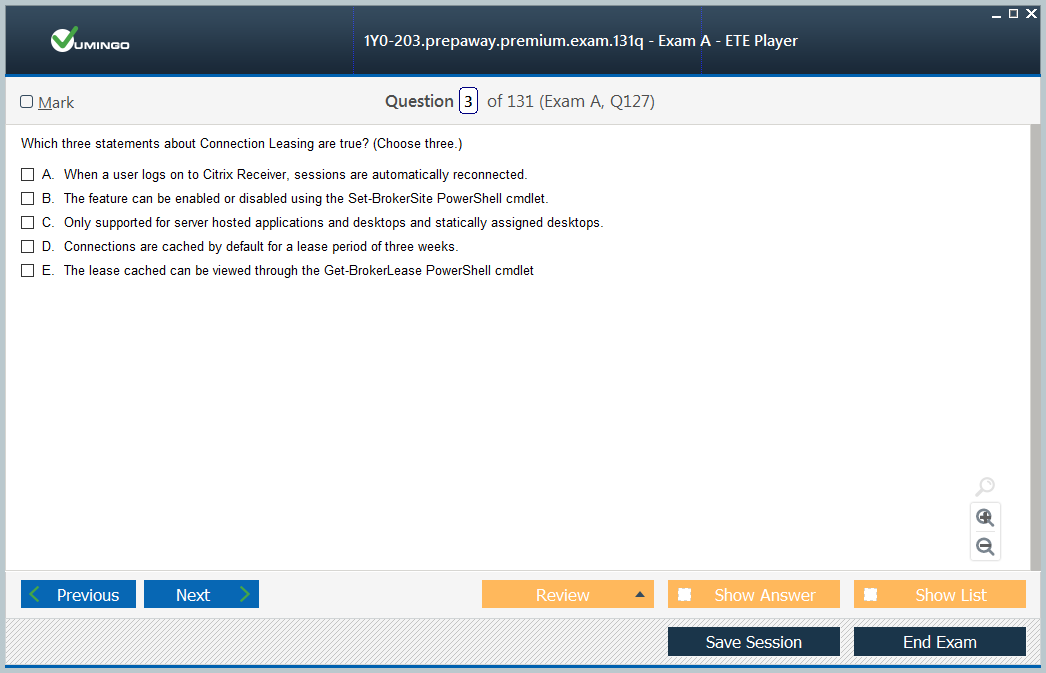 VUMINGO
1Y0-203.prepaway.premium.exam.131q - Exam A - ETE Player
Mark
Question 3 of 131 (Exam A, Q127)
Which three statements about Connection Leasing are true? (Choose three.)
A. When a user logs on to Citrix Receiver, sessions are automatically reconnected.
B. The feature can be enabled or disabled using the Set-BrokerSite PowerShell cmdlet.
C. Only supported for server hosted applications and desktops and statically assigned desktops.
D. Connections are cached by default for a lease period of three weeks.
E. The lease cached can be viewed through the Get-BrokerLease PowerShell cmdlet
Previous
Next
Review
Show Answer
Show List
Save Session
End Exam